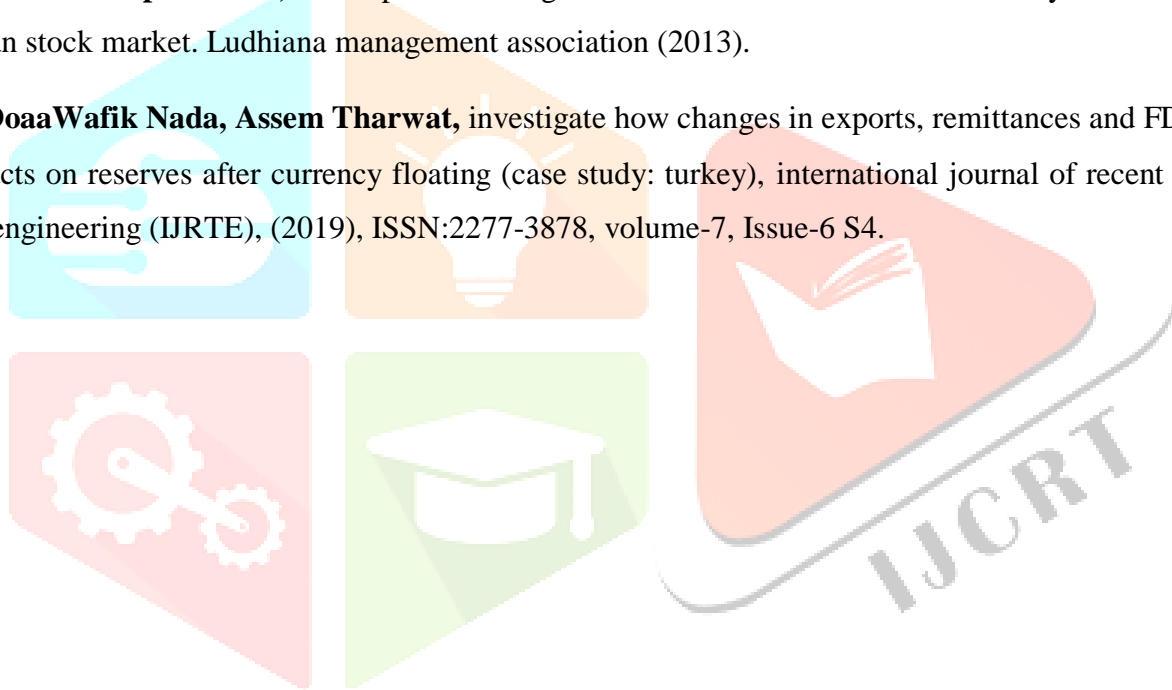 un stock market. Ludhiana management association (2013).
DoaaWafik Nada, Assem Tharwat, investigate how changes in exports, remittances and FD
cts on reserves after currency floating (case study: turkey), international journal of recent
engineering (IJRTE), (2019), ISSN:2277-3878, volume-7, Issue-6 S4.
IJCRT